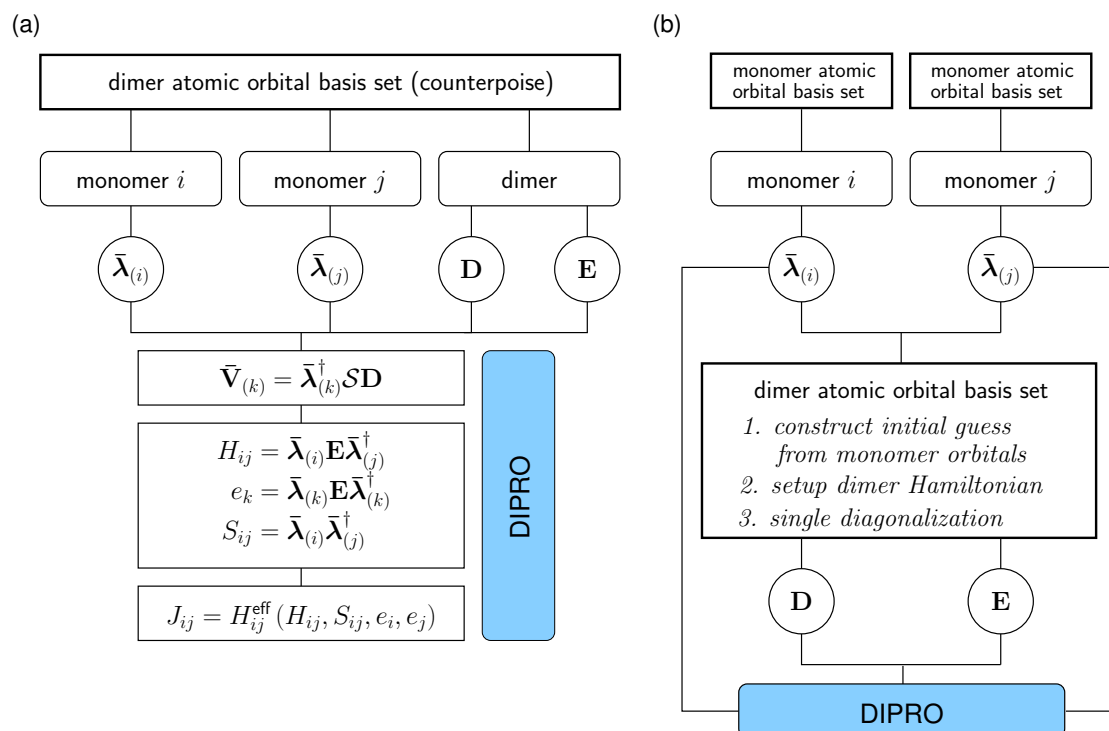 (a)
dimer atomic orbital basis set (counterpoise)
monomer i
monomer j
dimer
λ̄₍ᵢ₎
λ̄₍ⱼ₎
D
E
V̄₍ₖ₎ = λ̄†₍ₖ₎𝒮D
Hᵢⱼ = λ̄₍ᵢ₎Eλ̄†₍ⱼ₎
eₖ = λ̄₍ₖ₎Eλ̄†₍ₖ₎
Sᵢⱼ = λ̄₍ᵢ₎λ̄†₍ⱼ₎
Jᵢⱼ = Hᵢⱼ^eff (Hᵢⱼ, Sᵢⱼ, eᵢ, eⱼ)
DIPRO
(b)
monomer atomic
orbital basis set
monomer atomic
orbital basis set
monomer i
monomer j
λ̄₍ᵢ₎
λ̄₍ⱼ₎
dimer atomic orbital basis set
1. construct initial guess
from monomer orbitals
2. setup dimer Hamiltonian
3. single diagonalization
D
E
DIPRO